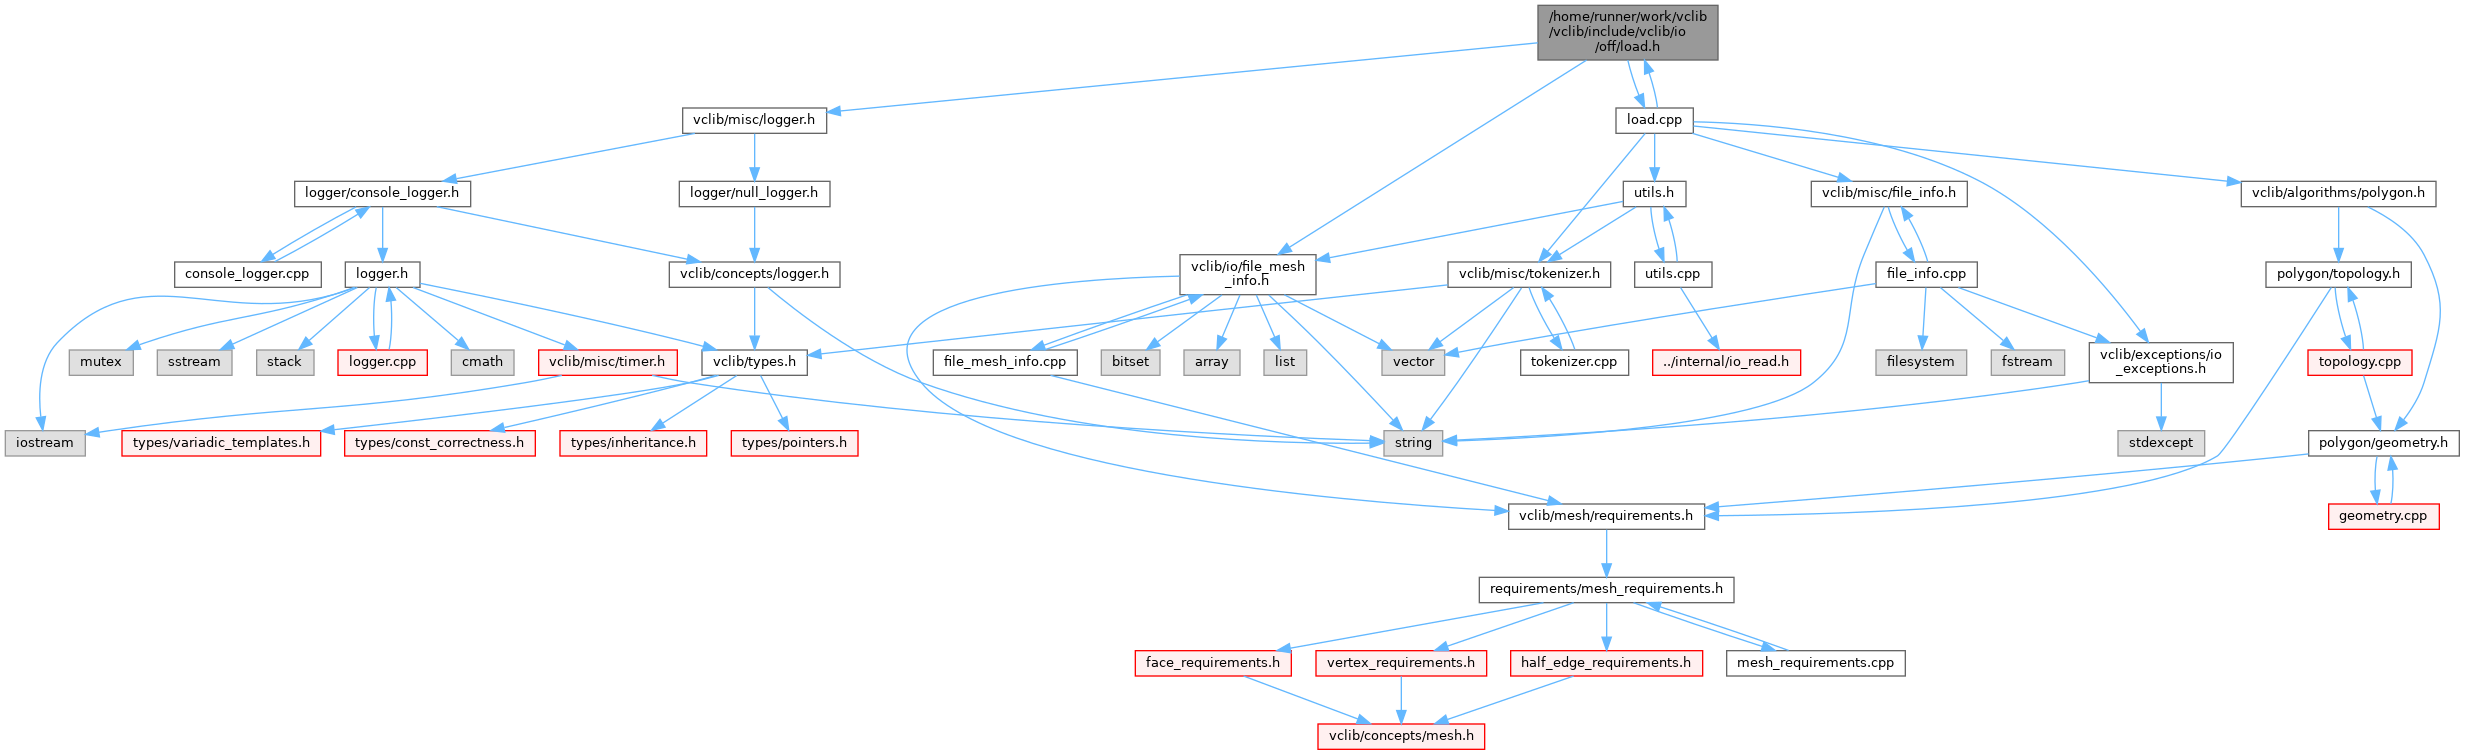 /home/runner/work/vclib
/vclib/include/vclib/io
/off/load.h
vclib/misc/logger.h
load.cpp
logger/console_logger.h
logger/null_logger.h
utils.h
vclib/misc/file_info.h
vclib/algorithms/polygon.h
console_logger.cpp
logger.h
vclib/concepts/logger.h
vclib/io/file_mesh
_info.h
vclib/misc/tokenizer.h
utils.cpp
file_info.cpp
polygon/topology.h
mutex
sstream
stack
logger.cpp
cmath
vclib/misc/timer.h
vclib/types.h
file_mesh_info.cpp
bitset
array
list
vector
tokenizer.cpp
../internal/io_read.h
filesystem
fstream
vclib/exceptions/io
_exceptions.h
topology.cpp
iostream
types/variadic_templates.h
types/const_correctness.h
types/inheritance.h
types/pointers.h
string
stdexcept
polygon/geometry.h
vclib/mesh/requirements.h
geometry.cpp
requirements/mesh_requirements.h
face_requirements.h
vertex_requirements.h
half_edge_requirements.h
mesh_requirements.cpp
vclib/concepts/mesh.h